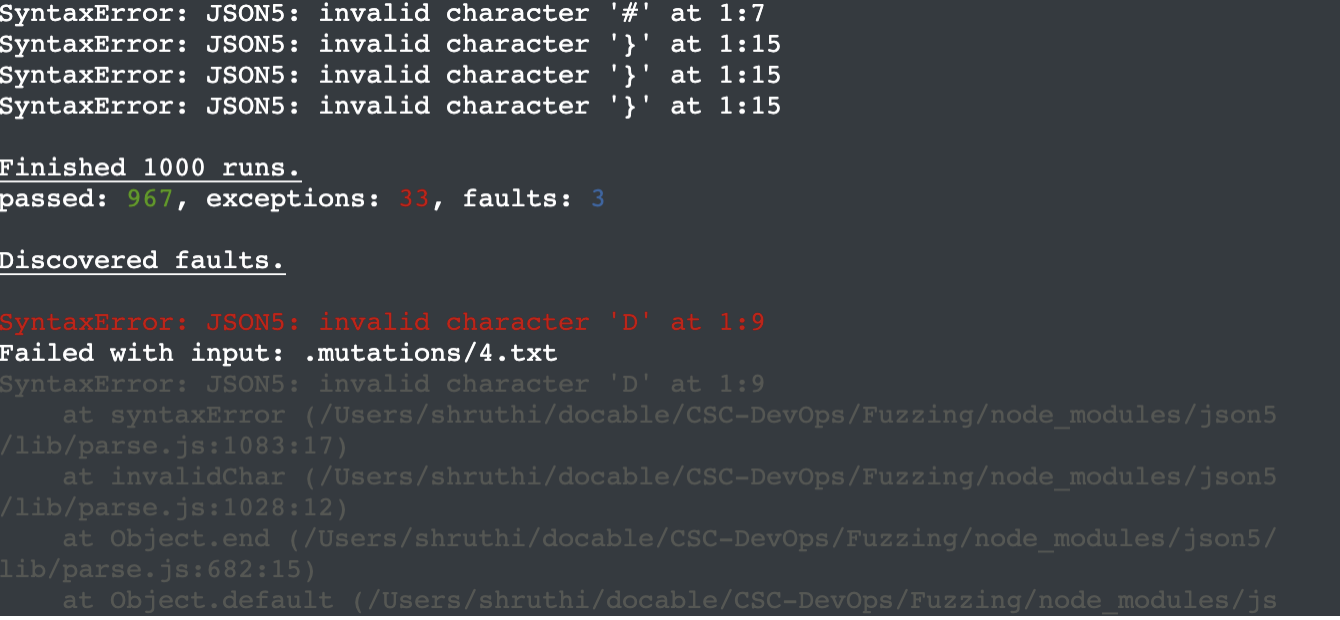 SyntaxError: JSON5: invalid character '#' at 1:7
SyntaxError: JSON5: invalid character '}' at 1:15
SyntaxError: JSON5: invalid character '}' at 1:15
SyntaxError: JSON5: invalid character '}' at 1:15
Finished 1000 runs.
passed: 967, exceptions: 33, faults: 3
Discovered faults.
SyntaxError: JSON5: invalid character 'D' at 1:9
Failed with input: .mutations/4.txt
SyntaxError: JSON5: invalid character 'D' at 1:9
    at syntaxError (/Users/shruthi/docable/CSC-DevOps/Fuzzing/node_modules/json5
/lib/parse.js:1083:17)
    at invalidChar (/Users/shruthi/docable/CSC-DevOps/Fuzzing/node_modules/json5
/lib/parse.js:1028:12)
    at Object.end (/Users/shruthi/docable/CSC-DevOps/Fuzzing/node_modules/json5/
lib/parse.js:682:15)
    at Object.default (/Users/shruthi/docable/CSC-DevOps/Fuzzing/node_modules/js